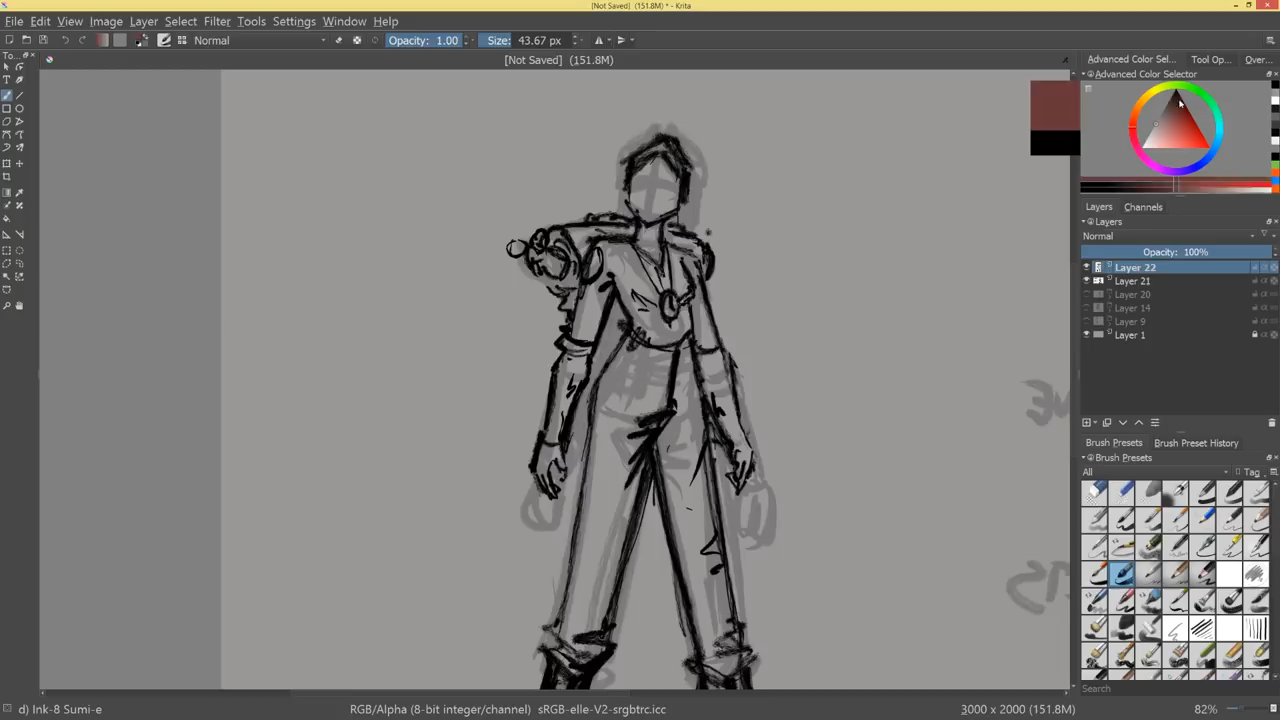 [Not Saved] (151.8M) * - Krita
File Edit View Image Layer Select Filter Tools Settings Window Help
Normal Opacity: 1.00 Size: 43.67 px
To... [Not Saved] (151.8M) Advanced Color Sel... Tool Op... Over...
Advanced Color Selector
Layers Channels
Layers
Normal
Opacity: 100%
Layer 22
Layer 21
Layer 20
Layer 14
Layer 9
Layer 1
Brush Presets Brush Preset History
Brush Presets
All Tag
Search
d) Ink-8 Sumi-e RGB/Alpha (8-bit integer/channel) sRGB-elle-V2-srgbtrc.icc 3000 x 2000 (151.8M) 82%